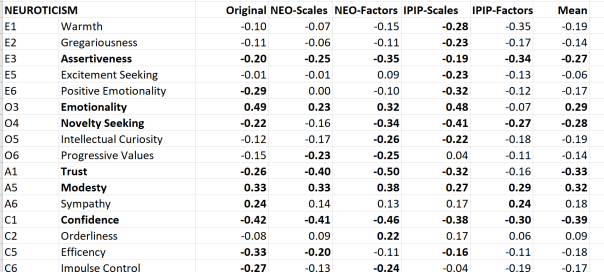 NEUROTICISM Original NEO-Scales NEO-Factors IPIP-Scales IPIP-Factors Mean
E1 Warmth -0.10 -0.07 -0.15 -0.28 -0.35 -0.19
E2 Gregariousness -0.11 -0.06 -0.11 -0.23 -0.17 -0.14
E3 Assertiveness -0.20 -0.25 -0.35 -0.19 -0.34 -0.27
E5 Excitement Seeking -0.01 -0.01 0.09 -0.23 -0.13 -0.06
E6 Positive Emotionality -0.29 0.00 -0.10 -0.32 -0.12 -0.17
O3 Emotionality 0.49 0.23 0.32 0.48 -0.07 0.29
O4 Novelty Seeking -0.22 -0.16 -0.34 -0.41 -0.27 -0.28
O5 Intellectual Curiosity -0.12 -0.17 -0.26 -0.22 -0.18 -0.19
O6 Progressive Values -0.15 -0.23 -0.25 0.04 -0.11 -0.14
A1 Trust -0.26 -0.40 -0.50 -0.32 -0.16 -0.33
A5 Modesty 0.33 0.33 0.38 0.27 0.29 0.32
A6 Sympathy 0.24 0.14 0.13 0.17 0.24 0.18
C1 Confidence -0.42 -0.41 -0.46 -0.38 -0.30 -0.39
C2 Orderliness -0.08 0.09 0.22 0.17 0.06 0.09
C5 Efficency -0.33 -0.20 -0.11 -0.16 -0.11 -0.18
C6 Impulse Control -0.27 -0.13 -0.24 -0.04 -0.19 -0.17